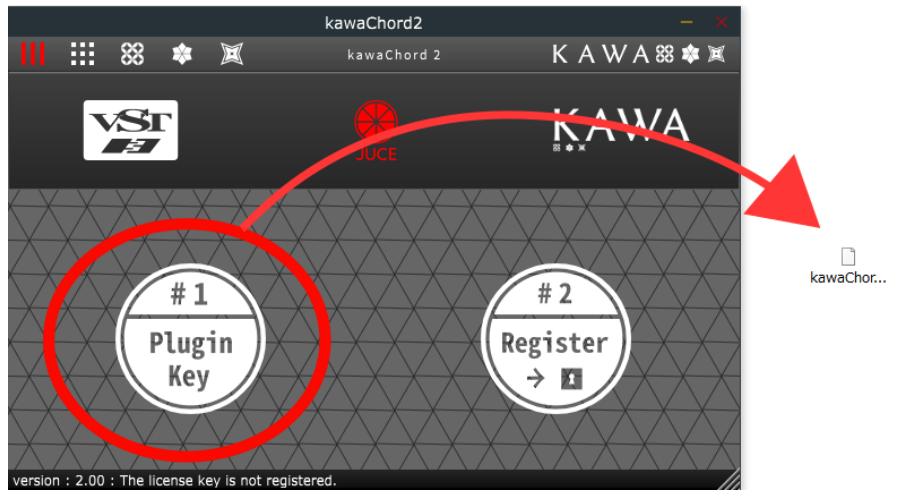 kawaChord2
kawaChord 2
KAWA
VST
3
JUCE
KAWA
#1
Plugin
Key
#2
Register
→
kawaChor...
version : 2.00 : The license key is not registered.